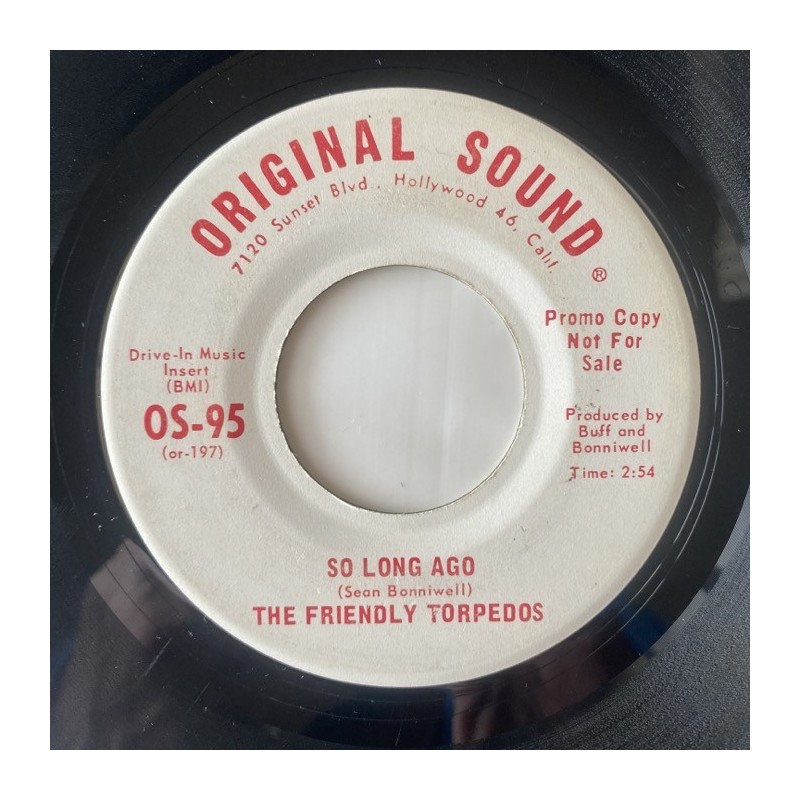 ORIGINAL SOUND
7120 Sunset Blvd., Hollywood 46, Calif.
®
Promo Copy
Not For
Sale
Drive-In Music
Insert
(BMI)
OS-95
(or-197)
Produced by
Buff and
Bonniwell
Time: 2:54
SO LONG AGO
(Sean Bonniwell)
THE FRIENDLY TORPEDOS